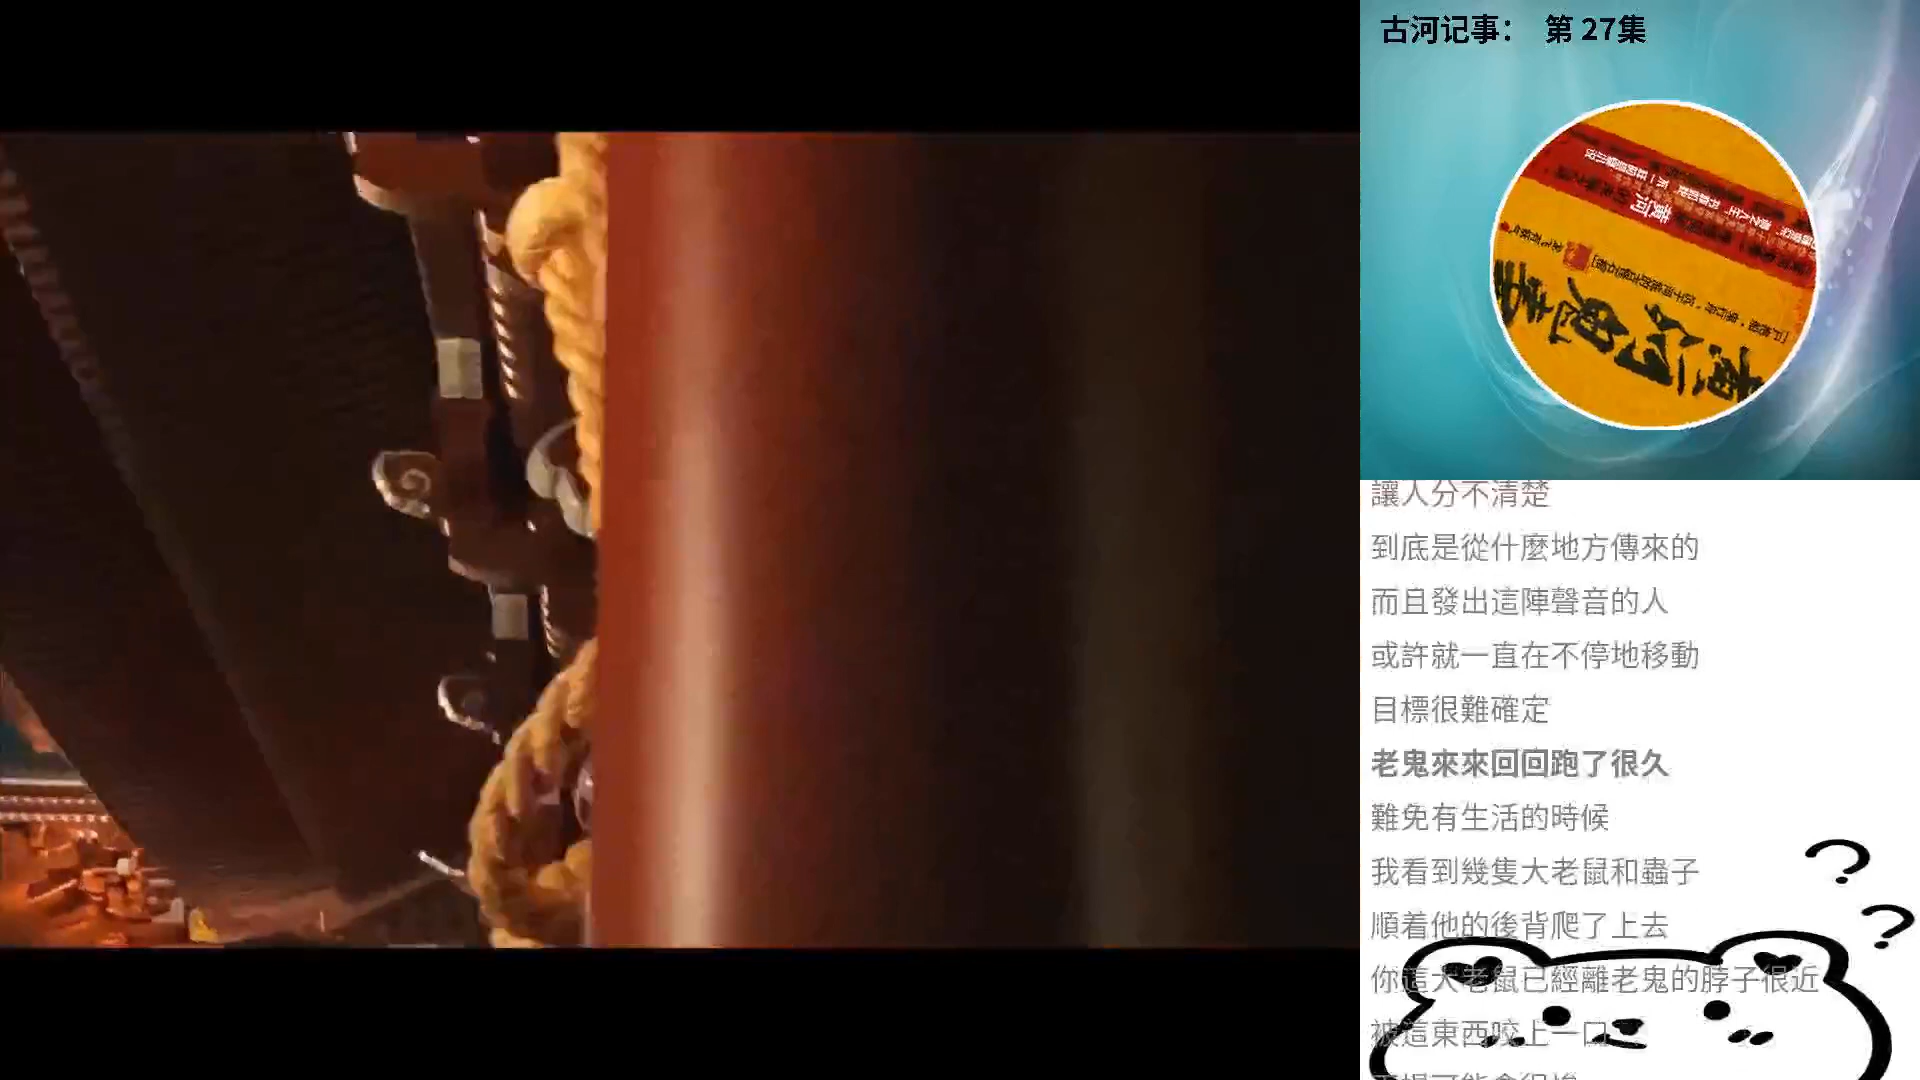 古河记事： 第 27集
黄河鬼妻
讓人分不清楚
到底是從什麼地方傳來的
而且發出這陣聲音的人
或許就一直在不停地移動
目標很難確定
老鬼來來回回跑了很久
難免有生活的時候
我看到幾隻大老鼠和蟲子
順着他的後背爬了上去
你這大老鼠已經離老鬼的脖子很近
被這東西咬上一口